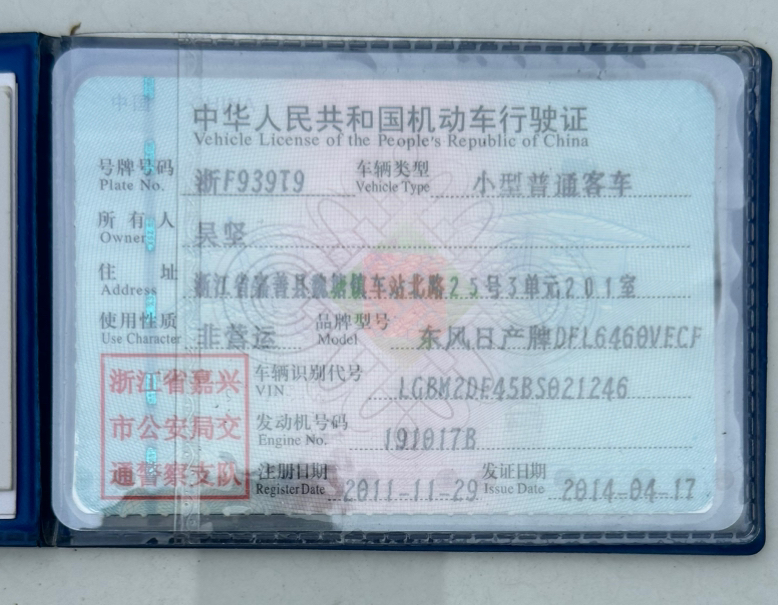 中国 CHINA
中华人民共和国机动车行驶证
Vehicle License of the People's Republic of China
号牌号码 浙F939T9 车辆类型 小型普通客车
Plate No. Vehicle Type
所有人 吴坚
Owner
住址 浙江省嘉善县魏塘镇车站北路25号3单元201室
Address
使用性质 非营运 品牌型号 东风日产牌DFL6460VECF
Use Character Model
浙江省嘉兴
市公安局交
通警察支队
车辆识别代号 LGBM2DE45BS021246
VIN
发动机号码 191017B
Engine No.
注册日期 2011-11-29 发证日期 2014-04-17
Register Date Issue Date